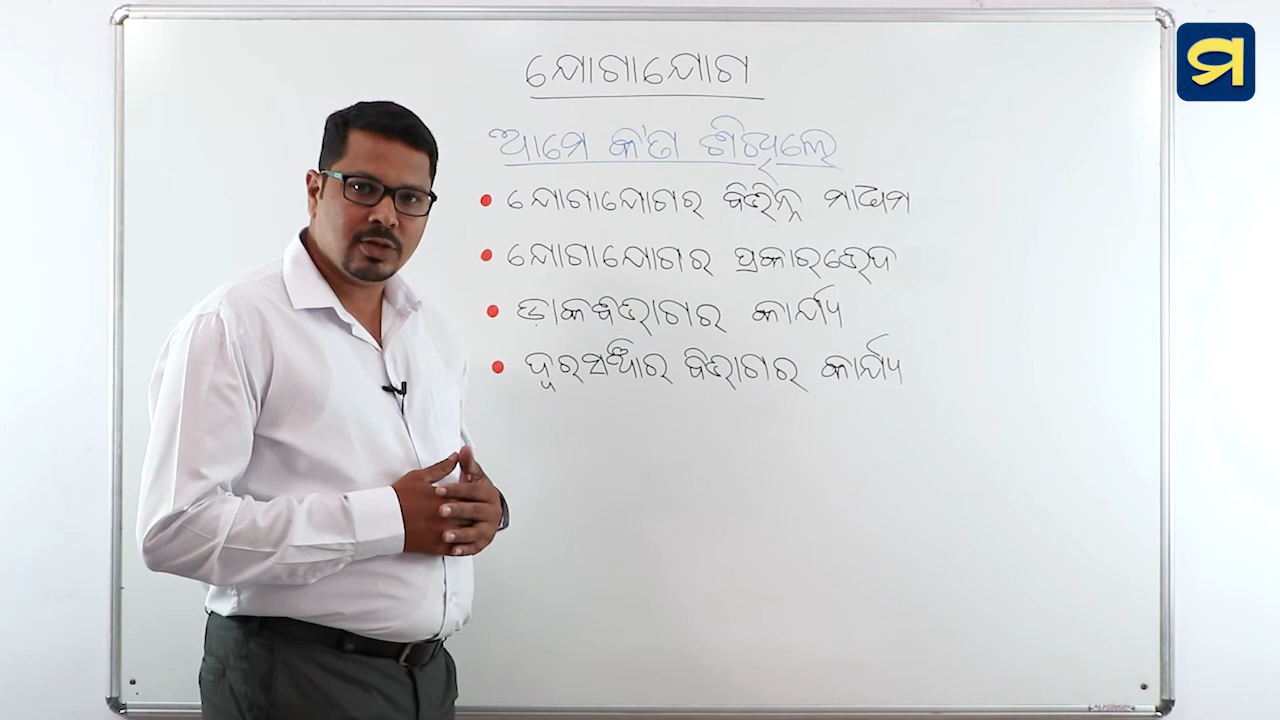 ଯୋଗାଯୋଗ
ଆମେ କ'ଣ ଶିଖିଲେ
ଯୋଗାଯୋଗର ବିଭିନ୍ନ ମାଧ୍ୟମ
ଯୋଗାଯୋଗର ପ୍ରକାରଭେଦ
ଡ଼ାକବିଭାଗର କାର୍ଯ୍ୟ
ଦୂରସଞ୍ଚାର ବିଭାଗର କାର୍ଯ୍ୟ
ସ